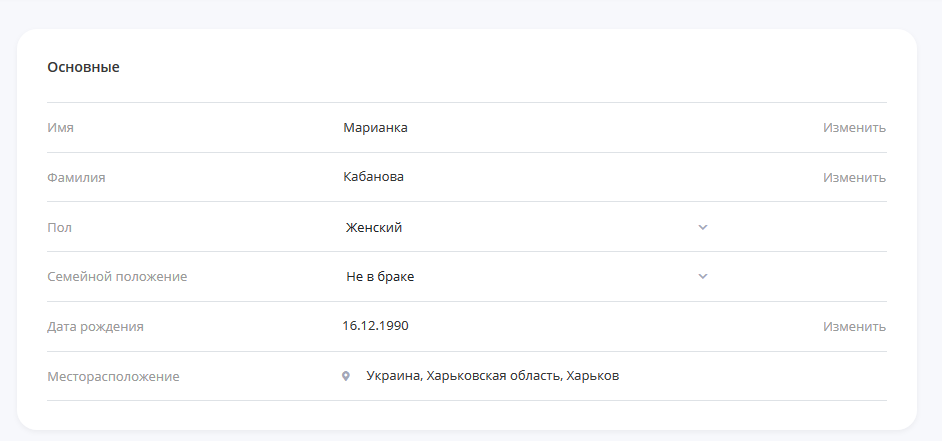 Основные
Имя Марианка Изменить
Фамилия Кабанова Изменить
Пол Женский
Семейной положение Не в браке
Дата рождения 16.12.1990 Изменить
Месторасположение Украина, Харьковская область, Харьков